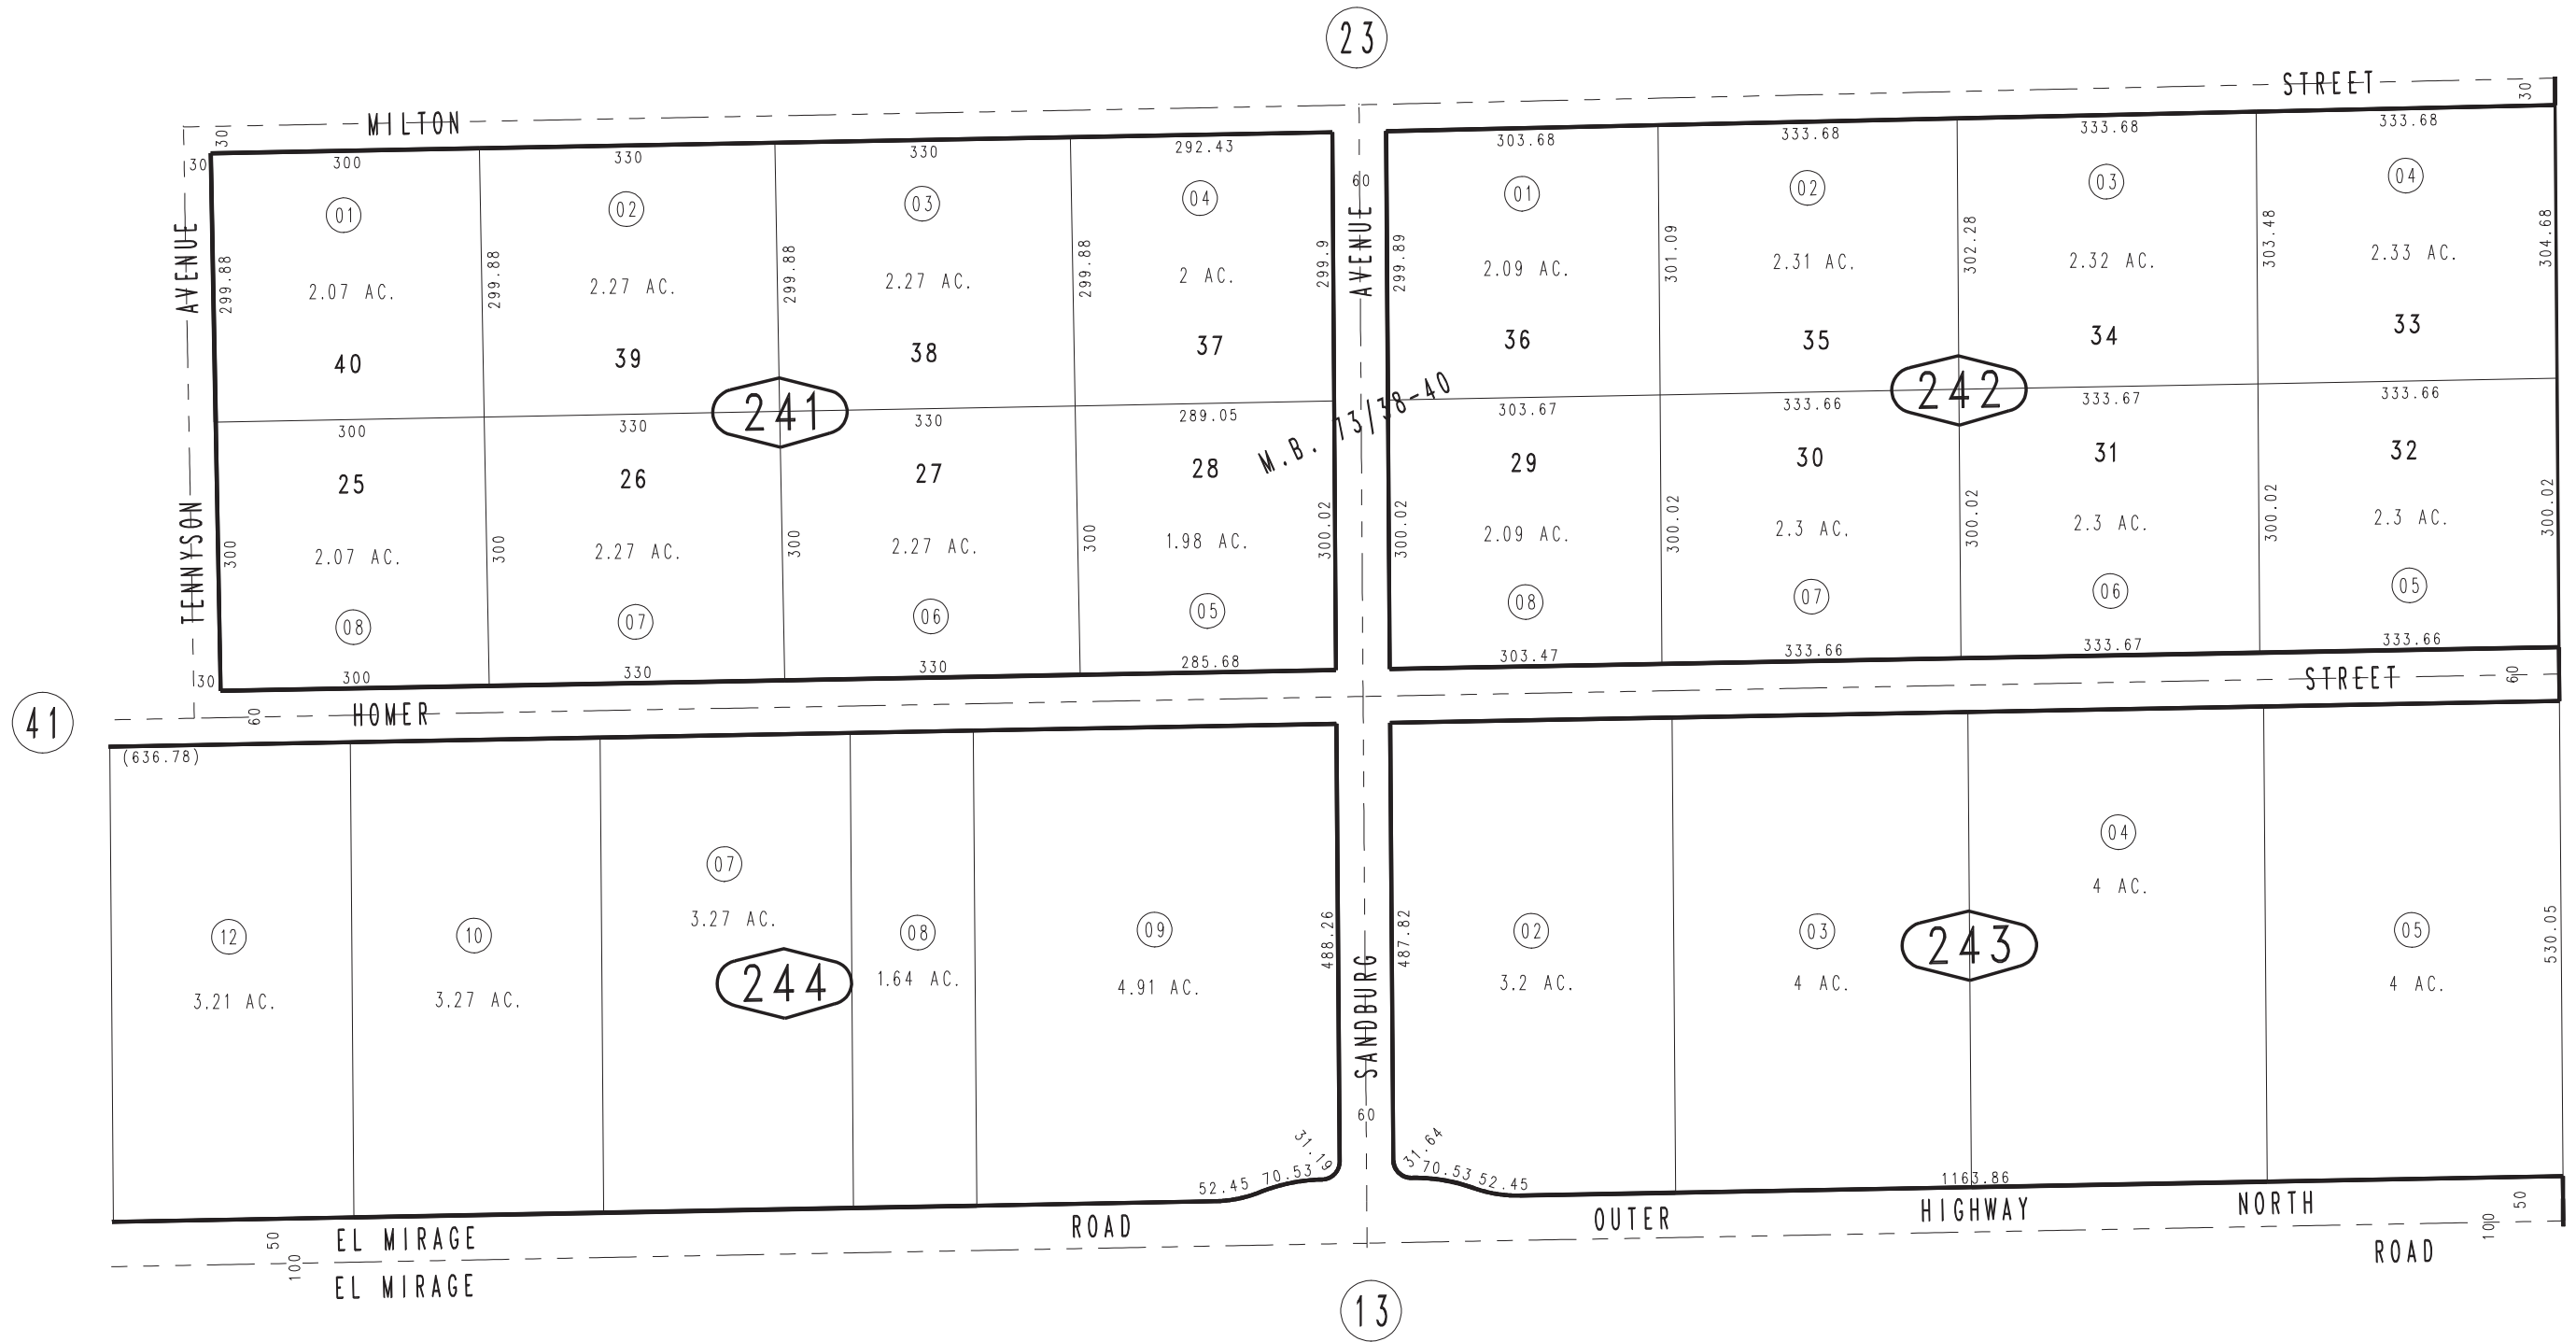 23
MILTON STREET
30 30
30 300 330 330 292.43 303.68 333.68 333.68 333.68
60
01 02 03 04 01 02 03 04
AVENUE 299.88 299.88 299.88 299.88 299.9 AVENUE 299.89 301.09 302.28 303.48 304.68
2.07 AC. 2.27 AC. 2.27 AC. 2 AC. 2.09 AC. 2.31 AC. 2.32 AC. 2.33 AC.
40 39 38 37 36 35 34 33
241 242
M.B. 13/38-40
300 330 330 289.05 303.67 333.66 333.67 333.66
25 26 27 28 29 30 31 32
TENNYSON 300 300 300 300 300.02 300.02 300.02 300.02 300.02 300.02
2.07 AC. 2.27 AC. 2.27 AC. 1.98 AC. 2.09 AC. 2.3 AC. 2.3 AC. 2.3 AC.
08 07 06 05 08 07 06 05
30 300 330 330 285.68 303.47 333.66 333.67 333.66
41
60 HOMER STREET 60
(636.78)
07 04
3.27 AC. 4 AC.
12 10 08 09 02 03 05
488.26 487.82 530.05
244 243
3.21 AC. 3.27 AC. 1.64 AC. 4.91 AC. 3.2 AC. 4 AC. 4 AC.
SANDBURG
60
31.19 31.64
52.45 70.53 70.53 52.45 1163.86
EL MIRAGE ROAD OUTER HIGHWAY NORTH
50 100 100 50
EL MIRAGE ROAD
13